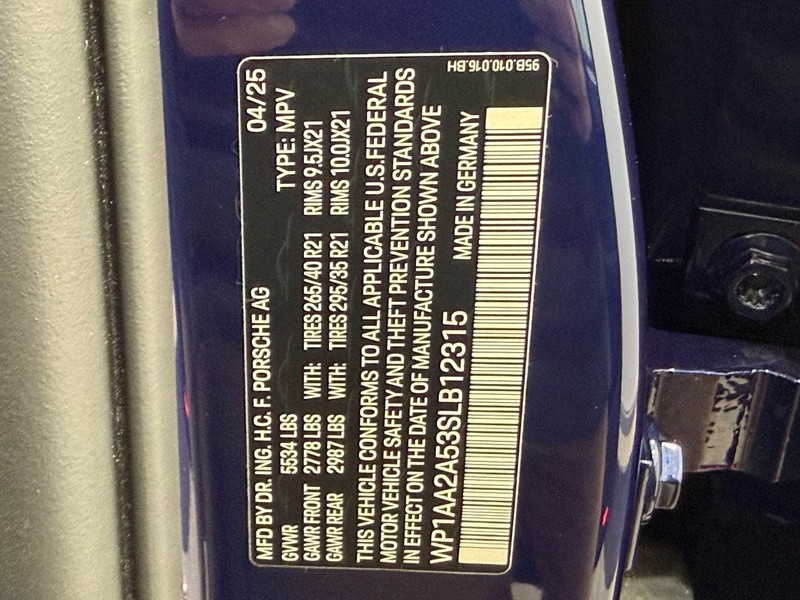 MFD BY DR. ING. H.C. F. PORSCHE AG 04/25
GVWR 5534 LBS TYPE: MPV
GAWR FRONT 2778 LBS WITH: TIRES 265/40 R21 RIMS 9.5JX21
GAWR REAR 2987 LBS WITH: TIRES 295/35 R21 RIMS 10.0JX21
THIS VEHICLE CONFORMS TO ALL APPLICABLE U.S. FEDERAL
MOTOR VEHICLE SAFETY AND THEFT PREVENTION STANDARDS
IN EFFECT ON THE DATE OF MANUFACTURE SHOWN ABOVE
WP1AA2A53SLB12315 MADE IN GERMANY
95B.010.016.BH